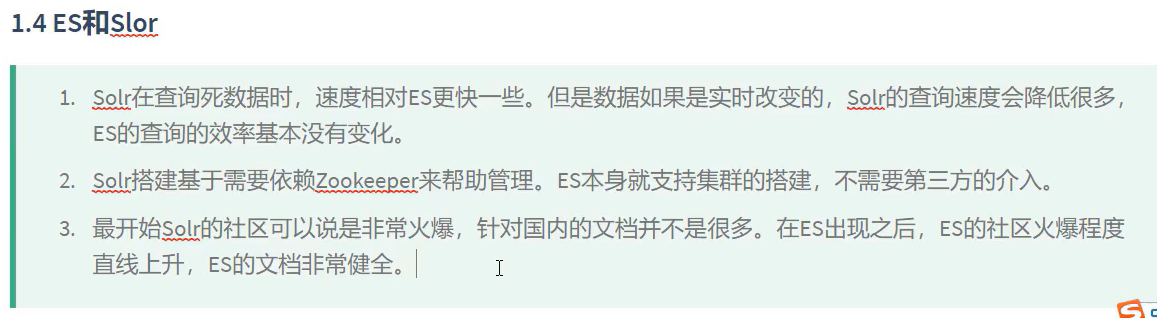 1.4 ES和Slor
1. Solr在查询死数据时，速度相对ES更快一些。但是数据如果是实时改变的，Solr的查询速度会降低很多，
ES的查询的效率基本没有变化。
2. Solr搭建基于需要依赖Zookeeper来帮助管理。ES本身就支持集群的搭建，不需要第三方的介入。
3. 最开始Solr的社区可以说是非常火爆，针对国内的文档并不是很多。在ES出现之后，ES的社区火爆程度
直线上升，ES的文档非常健全。